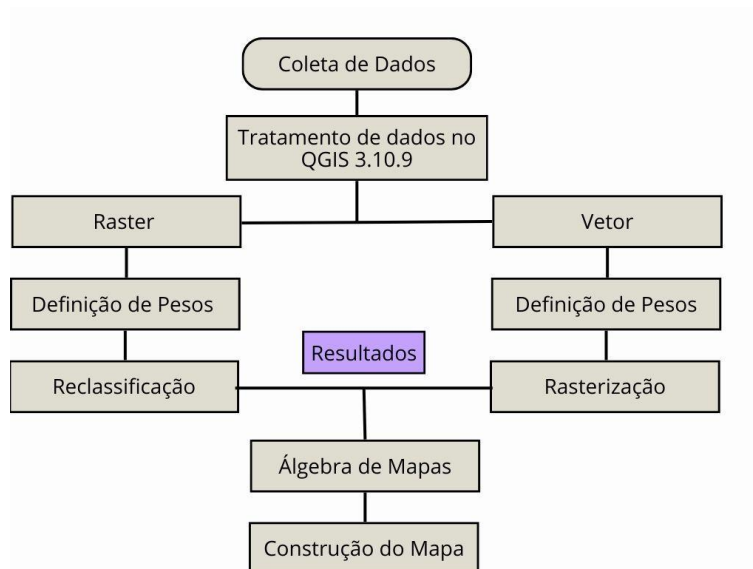 Coleta de Dados
Tratamento de dados no
QGIS 3.10.9
Raster
Vetor
Definição de Pesos
Definição de Pesos
Resultados
Reclassificação
Rasterização
Álgebra de Mapas
Construção do Mapa